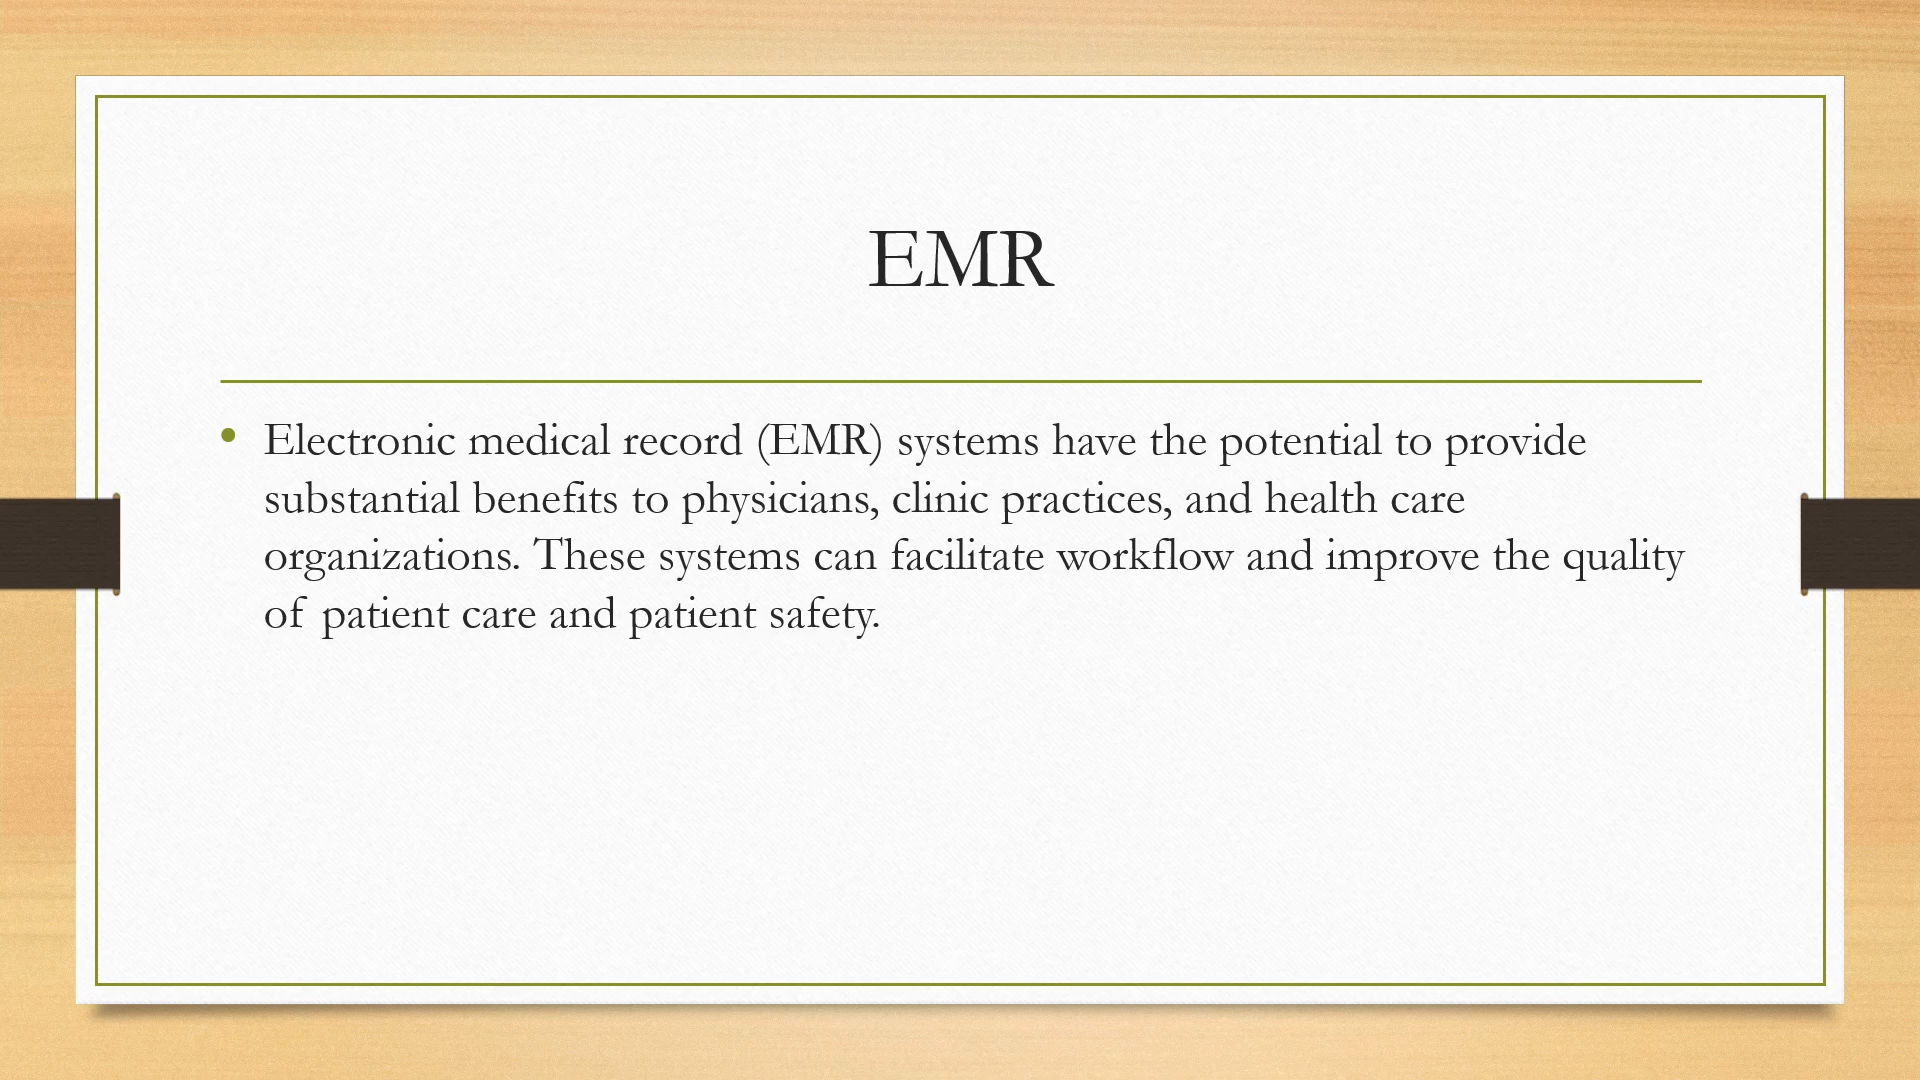 EMR
• Electronic medical record (EMR) systems have the potential to provide
substantial benefits to physicians, clinic practices, and health care
organizations. These systems can facilitate workflow and improve the quality
of patient care and patient safety.